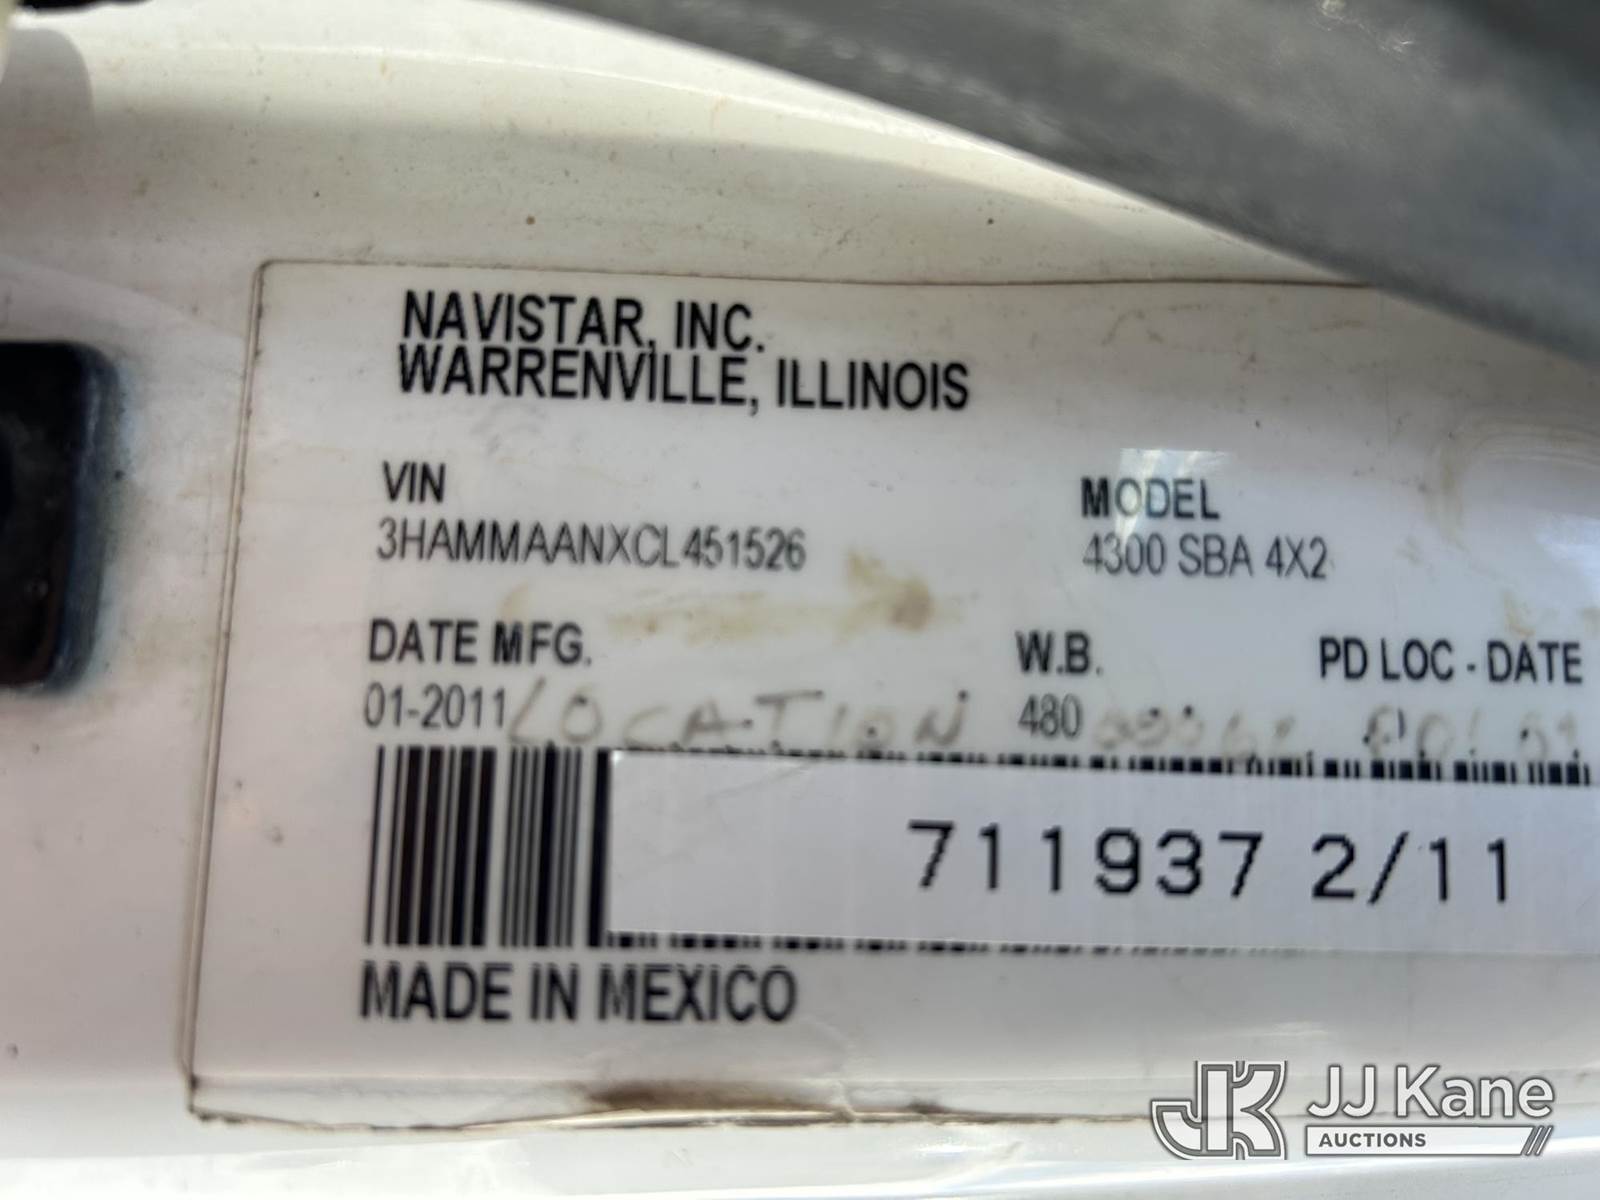 NAVISTAR, INC.
WARRENVILLE, ILLINOIS
VIN
3HAMMAANXCL451526
MODEL
4300 SBA 4X2
DATE MFG.
01-2011 LOCATION
W.B.
480
PD LOC - DATE
711937 2/11
MADE IN MEXICO
JK JJ Kane
AUCTIONS